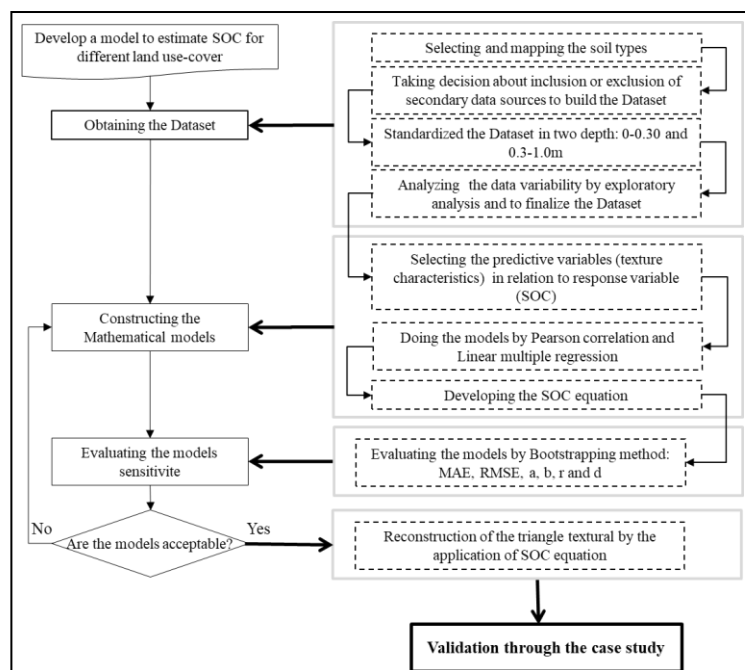 Develop a model to estimate SOC for
different land use-cover
Obtaining the Dataset
Constructing the
Mathematical models
Evaluating the models
sensitivite
No
Yes
Are the models acceptable?
Selecting and mapping the soil types
Taking decision about inclusion or exclusion of
secondary data sources to build the Dataset
Standardized the Dataset in two depth: 0-0.30 and
0.3-1.0m
Analyzing the data variability by exploratory
analysis and to finalize the Dataset
Selecting the predictive variables (texture
characteristics) in relation to response variable
(SOC)
Doing the models by Pearson correlation and
Linear multiple regression
Developing the SOC equation
Evaluating the models by Bootstrapping method:
MAE, RMSE, a, b, r and d
Reconstruction of the triangle textural by the
application of SOC equation
Validation through the case study